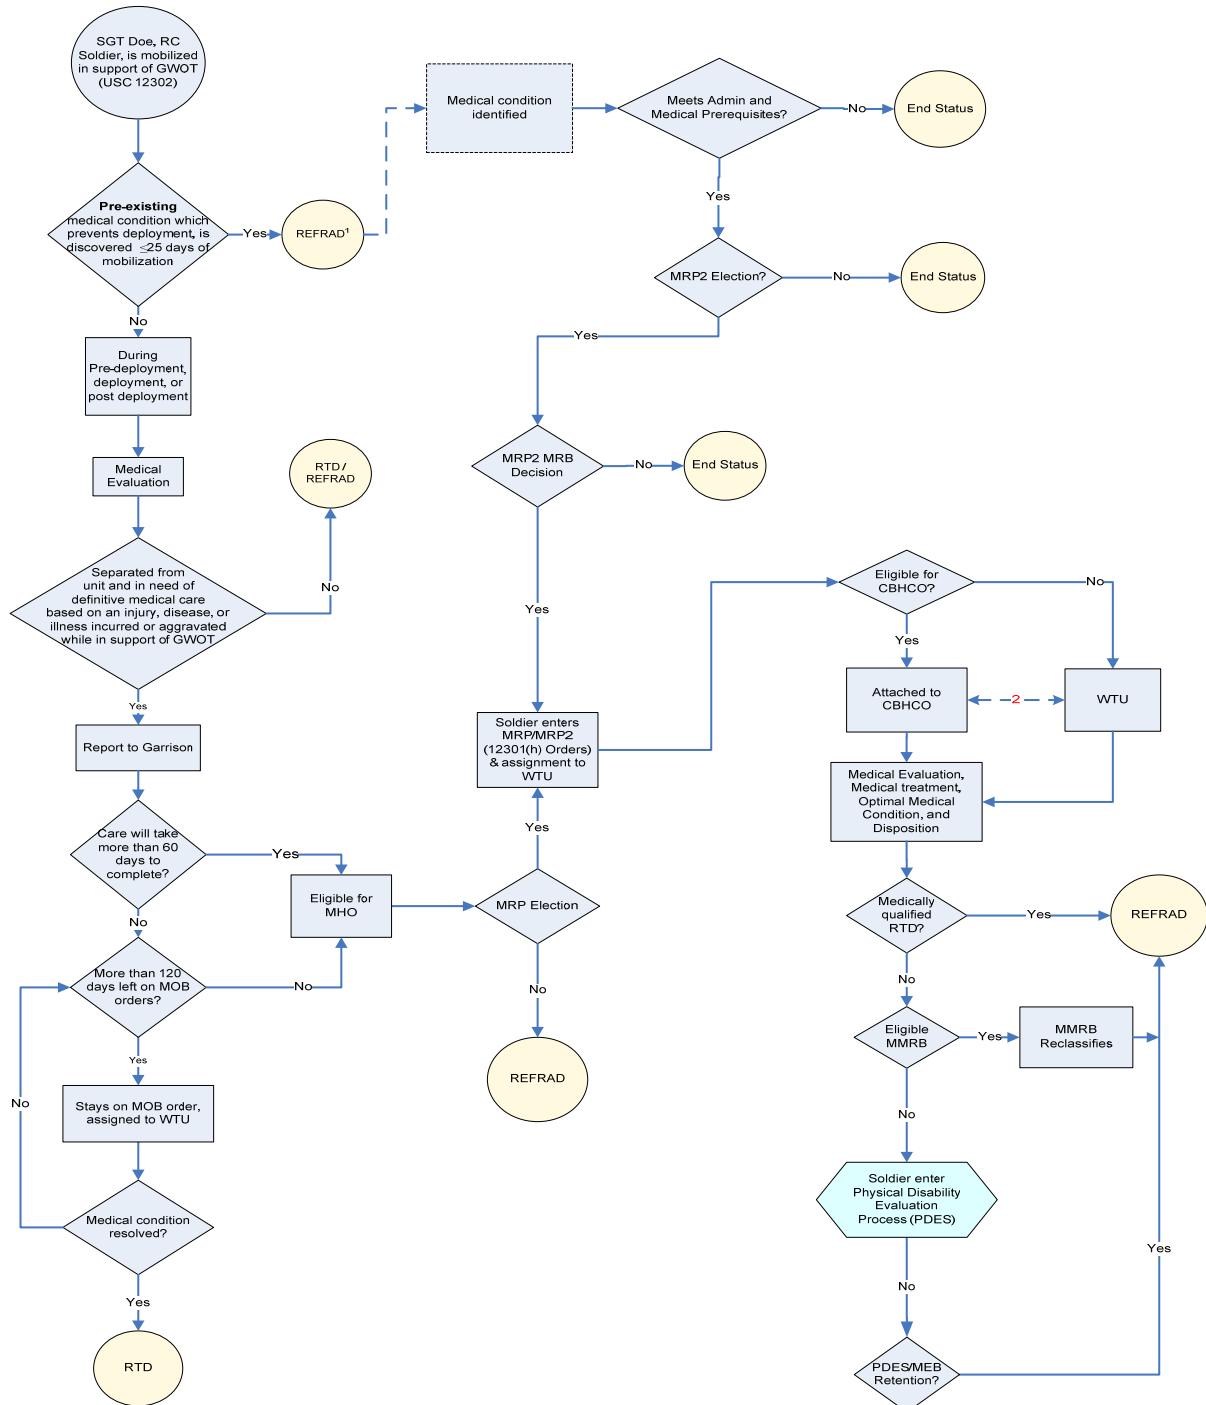 SGT Doe, RC
Soldier, is mobilized
in support of GWOT
(USC 12302)
Pre-existing
medical condition which
prevents deployment, is
discovered ≤25 days of
mobilization
Yes
REFRAD¹
No
During
Pre-deployment,
deployment, or
post deployment
Medical
Evaluation
Separated from
unit and in need of
definitive medical care
based on an injury, disease, or
illness incurred or aggravated
while in support of GWOT
No
RTD /
REFRAD
Yes
Report to Garrison
Care will take
more than 60
days to
complete?
Yes
No
More than 120
days left on MOB
orders?
No
Yes
Stays on MOB order,
assigned to WTU
No
Medical condition
resolved?
Yes
RTD
Eligible for
MHO
MRP Election
Yes
No
REFRAD
Medical condition
identified
Meets Admin and
Medical Prerequisites?
No
End Status
Yes
MRP2 Election?
No
End Status
Yes
MRP2 MRB
Decision
No
End Status
Yes
Soldier enters
MRP/MRP2
(12301(h) Orders)
& assignment to
WTU
Eligible for
CBHCO?
No
Yes
Attached to
CBHCO
2
WTU
Medical Evaluation,
Medical treatment,
Optimal Medical
Condition, and
Disposition
Medically
qualified
RTD?
Yes
REFRAD
No
Eligible
MMRB
Yes
MMRB
Reclassifies
No
Soldier enter
Physical Disability
Evaluation
Process (PDES)
No
Yes
PDES/MEB
Retention?